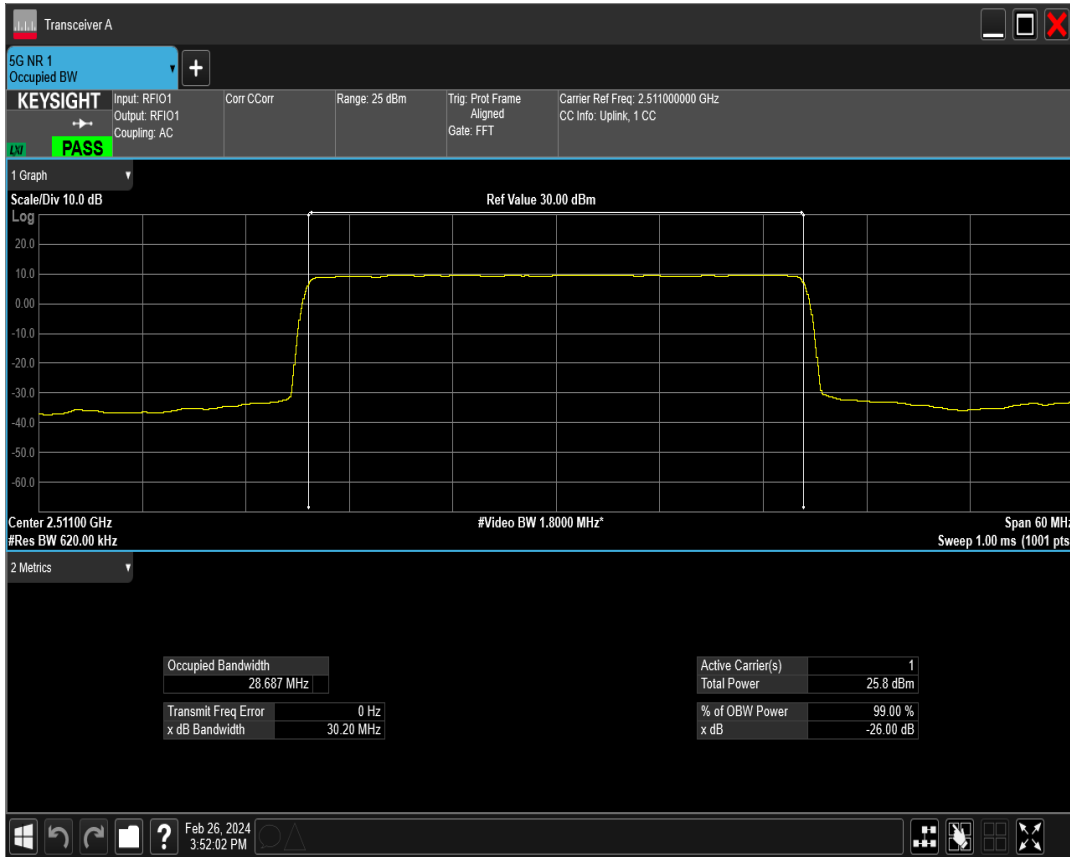 Transceiver A
5G NR 1
Occupied BW
KEYSIGHT
LXI
PASS
Input: RFIO1
Output: RFIO1
Coupling: AC
Corr CCorr
Range: 25 dBm
Trig: Prot Frame
Aligned
Gate: FFT
Carrier Ref Freq: 2.511000000 GHz
CC Info: Uplink, 1 CC
1 Graph
Scale/Div 10.0 dB
Ref Value 30.00 dBm
Log
20.0
10.0
0.00
-10.0
-20.0
-30.0
-40.0
-50.0
-60.0
Center 2.51100 GHz
#Video BW 1.8000 MHz*
Span 60 MHz
#Res BW 620.00 kHz
Sweep 1.00 ms (1001 pts
2 Metrics
Occupied Bandwidth
28.687 MHz
Transmit Freq Error 0 Hz
x dB Bandwidth 30.20 MHz
Active Carrier(s) 1
Total Power 25.8 dBm
% of OBW Power 99.00 %
x dB -26.00 dB
?
Feb 26, 2024
3:52:02 PM